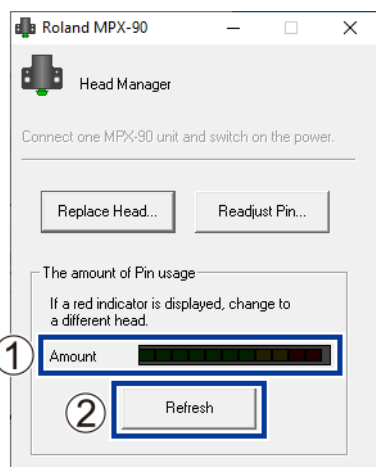 Roland MPX-90
Head Manager
Connect one MPX-90 unit and switch on the power.
Replace Head...
Readjust Pin...
The amount of Pin usage
If a red indicator is displayed, change to
a different head.
① Amount
② Refresh